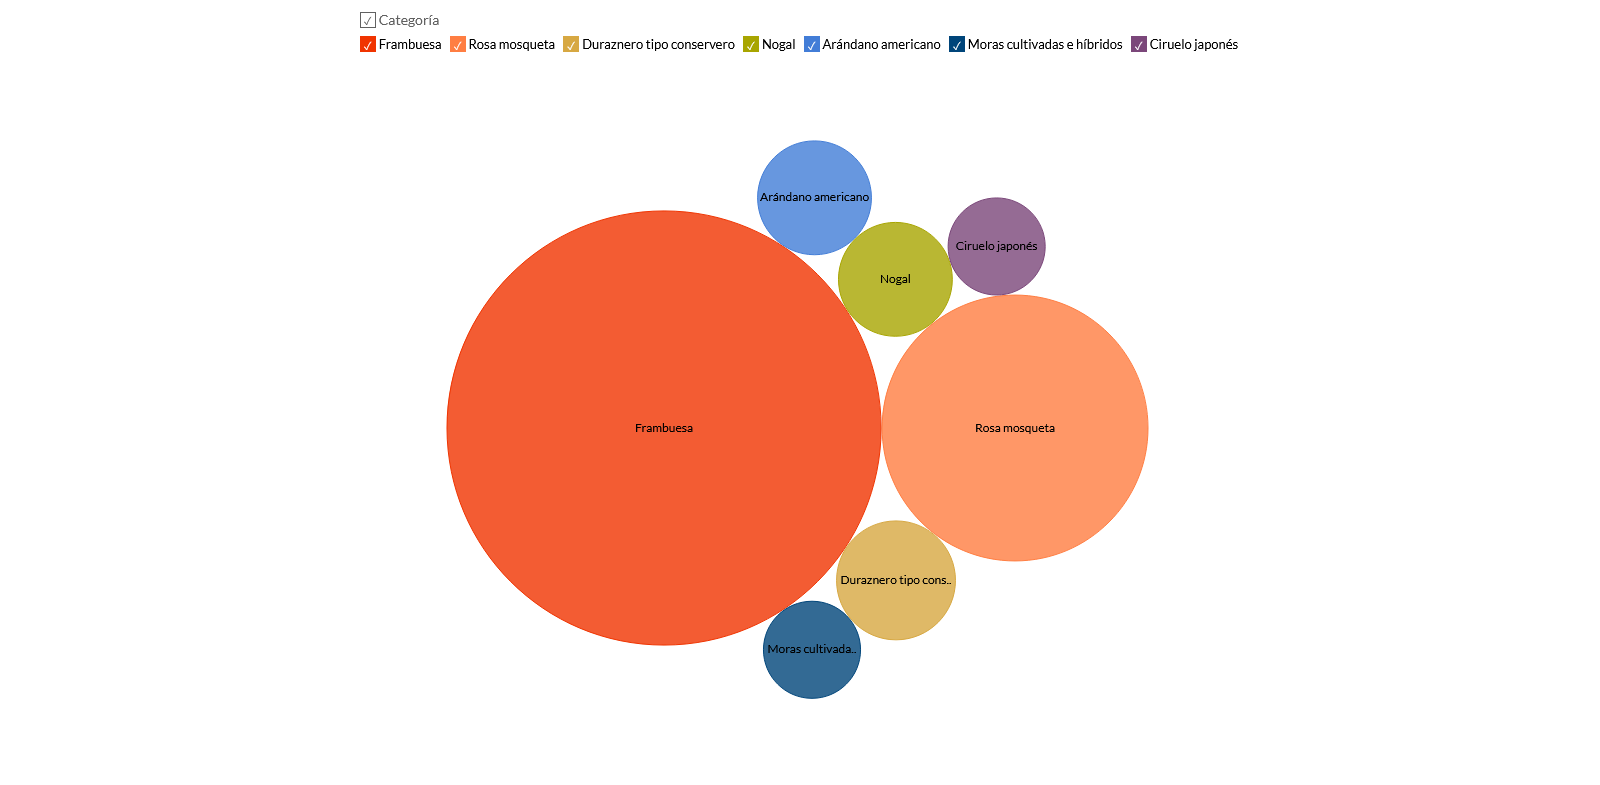 Categoría
Frambuesa Rosa mosqueta Duraznero tipo conservero Nogal Arándano americano Moras cultivadas e híbridos Ciruelo japonés
Arándano americano
Ciruelo japonés
Nogal
Frambuesa
Rosa mosqueta
Duraznero tipo cons..
Moras cultivada..